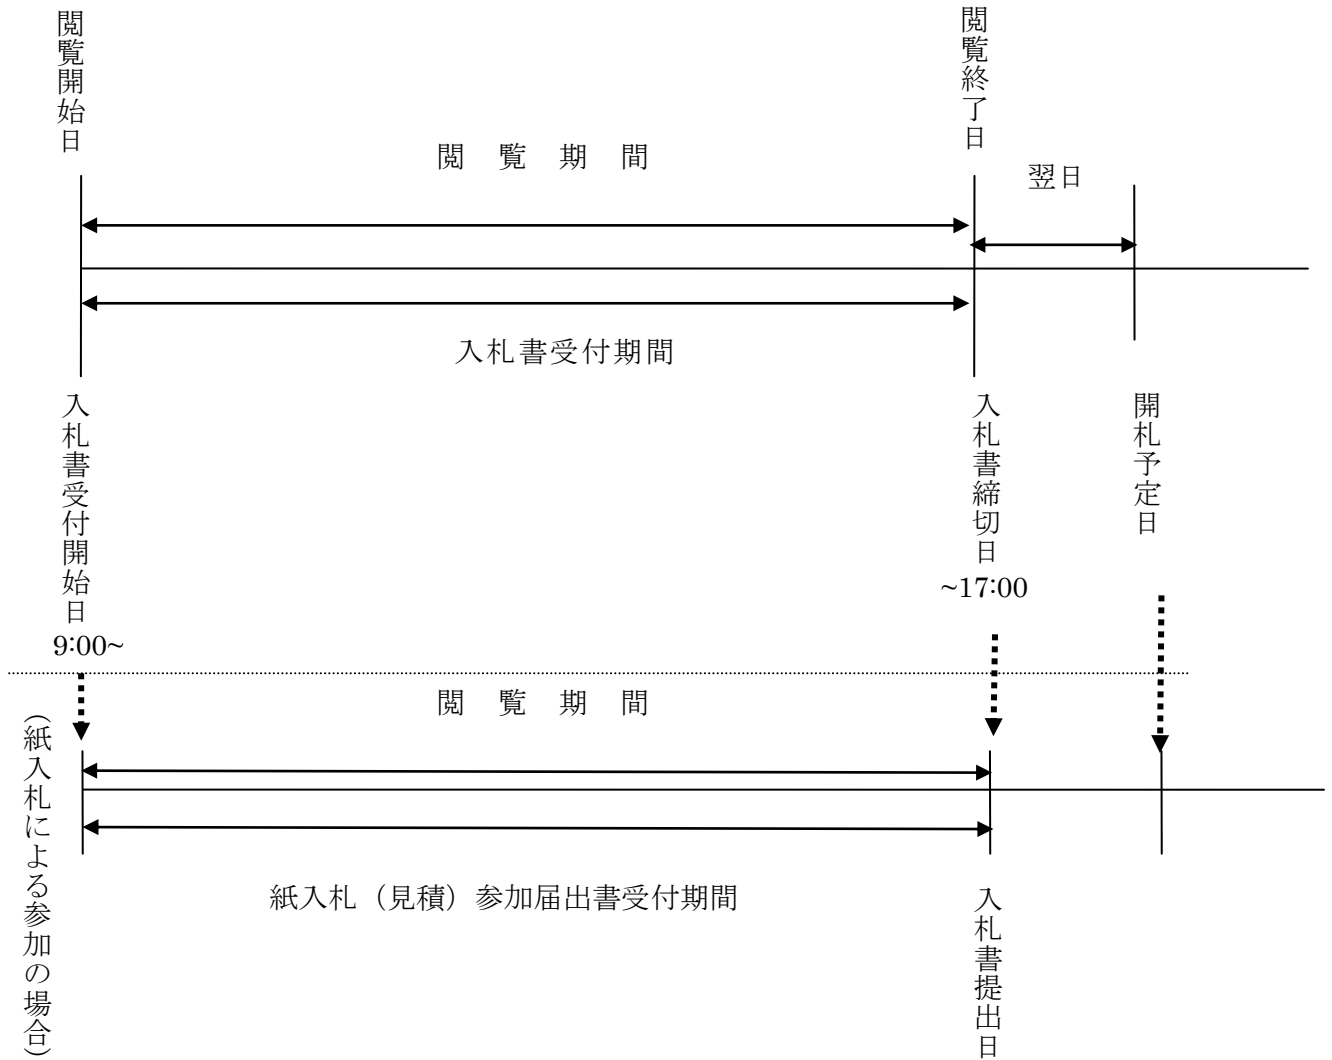 閲覧開始日
閲覧終了日
閲覧期間
翌日
入札書受付期間
入札書受付開始日
9:00~
入札書締切日
~17:00
開札予定日
(紙入札による参加の場合)
閲覧期間
紙入札（見積）参加届出書受付期間
入札書提出日